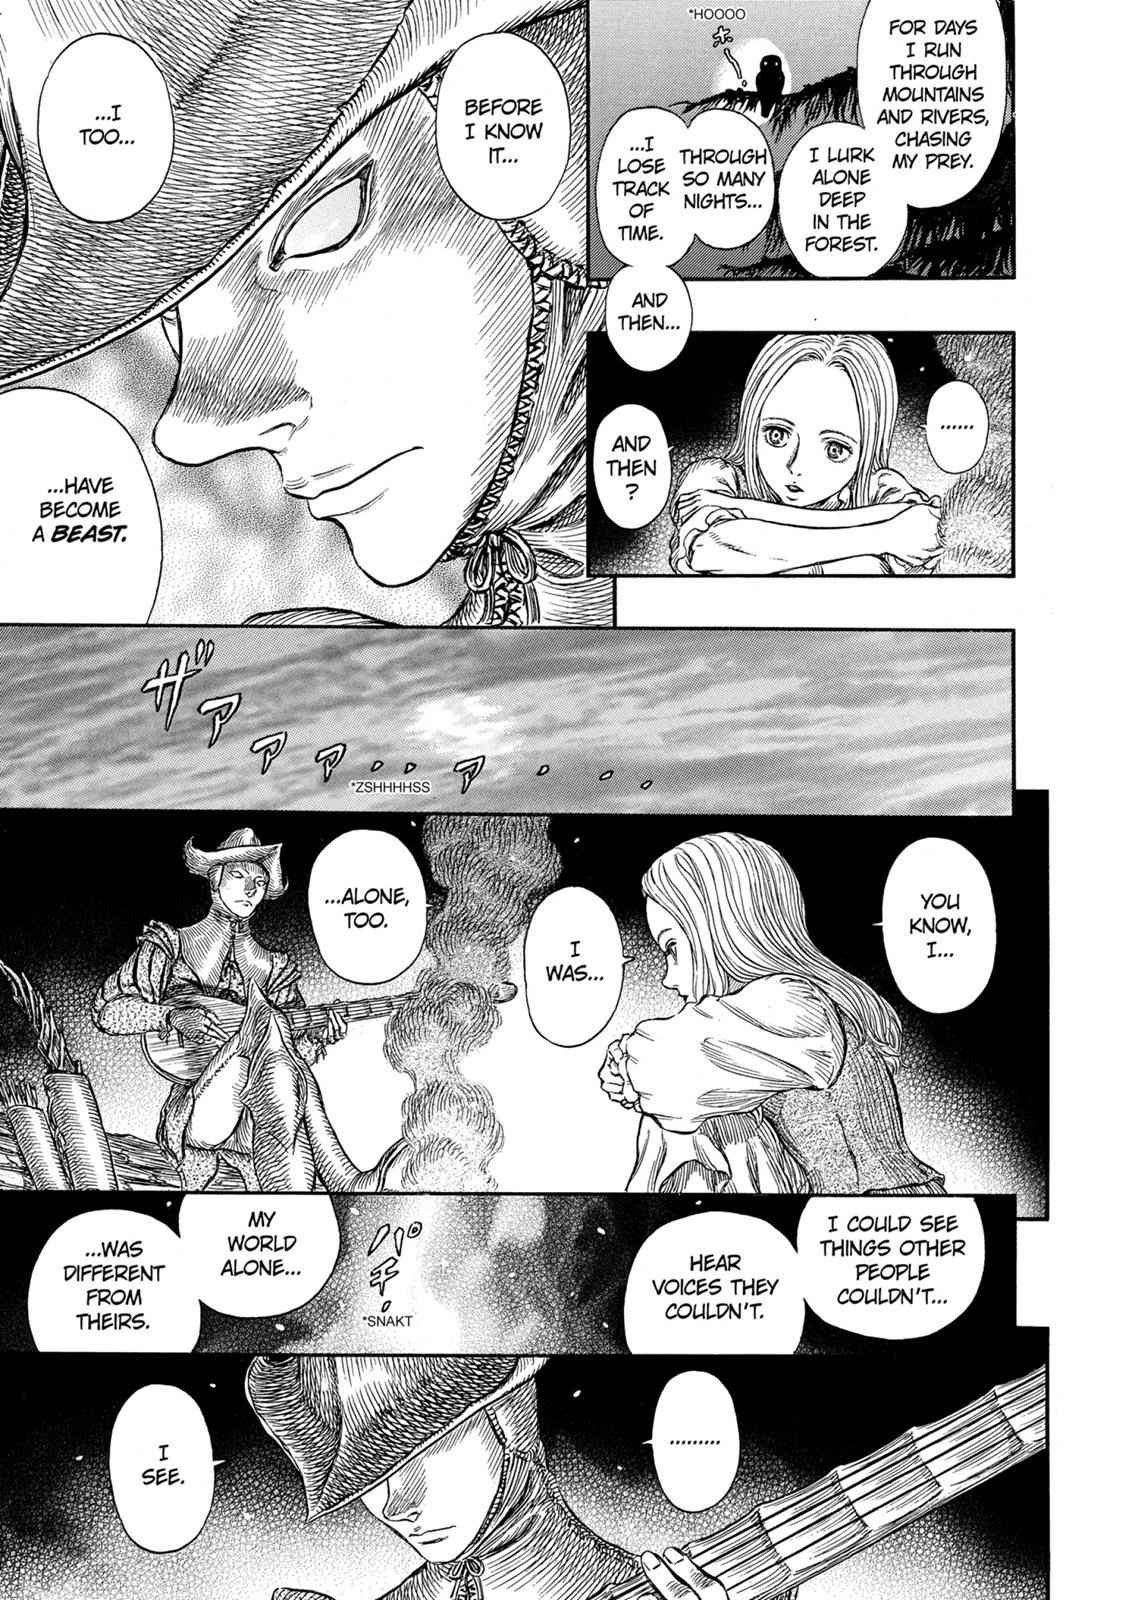 FOR DAYS
I RUN
THROUGH
MOUNTAINS
AND RIVERS,
CHASING
MY PREY.
*HOOOO
ホ
I LURK
ALONE
DEEP
IN THE
FOREST.
THROUGH
SO MANY
NIGHTS...
...I
LOSE
TRACK
OF
TIME.
AND
THEN...
......
AND
THEN
?
BEFORE
I KNOW
IT...
...I
TOO...
...HAVE
BECOME
A BEAST.
ザァァァ・・ァ・・・
*ZSHHHHSS
YOU
KNOW,
I...
I
WAS...
...ALONE,
TOO.
I COULD SEE
THINGS OTHER
PEOPLE
COULDN'T...
HEAR
VOICES THEY
COULDN'T.
パチ
*SNAKT
MY
WORLD
ALONE...
...WAS
DIFFERENT
FROM
THEIRS.
.........
I
SEE.